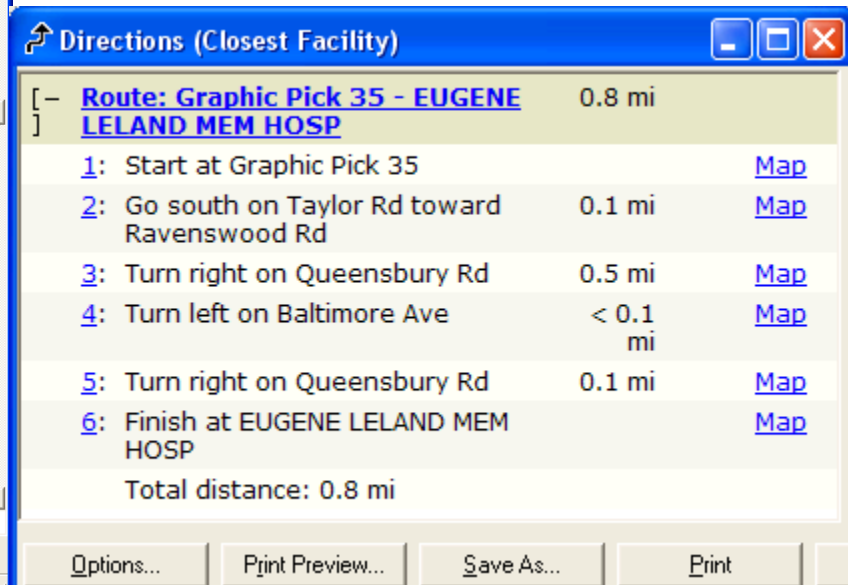 Directions (Closest Facility)
[– Route: Graphic Pick 35 - EUGENE 0.8 mi
] LELAND MEM HOSP
1: Start at Graphic Pick 35 Map
2: Go south on Taylor Rd toward 0.1 mi Map
Ravenswood Rd
3: Turn right on Queensbury Rd 0.5 mi Map
4: Turn left on Baltimore Ave < 0.1 Map
mi
5: Turn right on Queensbury Rd 0.1 mi Map
6: Finish at EUGENE LELAND MEM Map
HOSP
Total distance: 0.8 mi
Options... Print Preview... Save As... Print